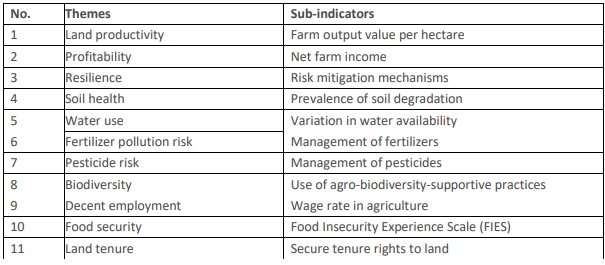 No. Themes Sub-indicators
1 Land productivity Farm output value per hectare
2 Profitability Net farm income
3 Resilience Risk mitigation mechanisms
4 Soil health Prevalence of soil degradation
5 Water use Variation in water availability
6 Fertilizer pollution risk Management of fertilizers
7 Pesticide risk Management of pesticides
8 Biodiversity Use of agro-biodiversity-supportive practices
9 Decent employment Wage rate in agriculture
10 Food security Food Insecurity Experience Scale (FIES)
11 Land tenure Secure tenure rights to land